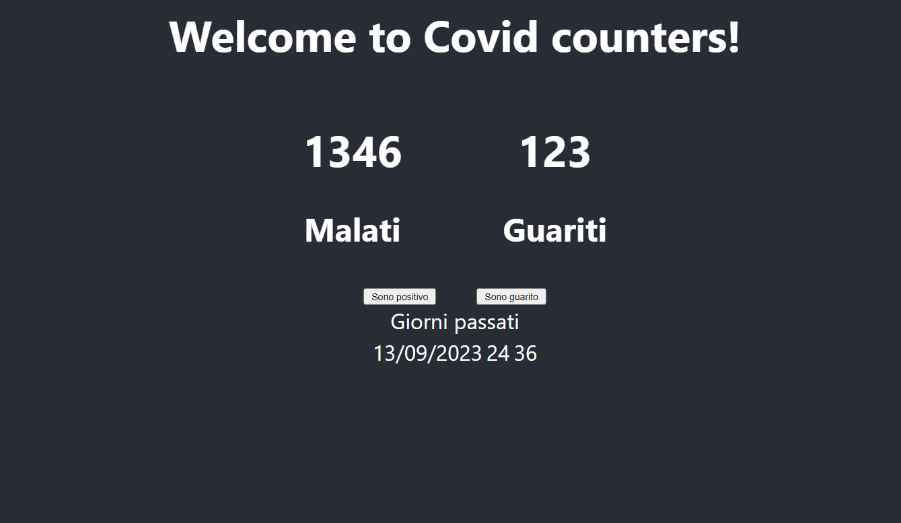 Welcome to Covid counters!
1346 123
Malati Guariti
Sono positivo Sono guarito
Giorni passati
13/09/2023 24 36